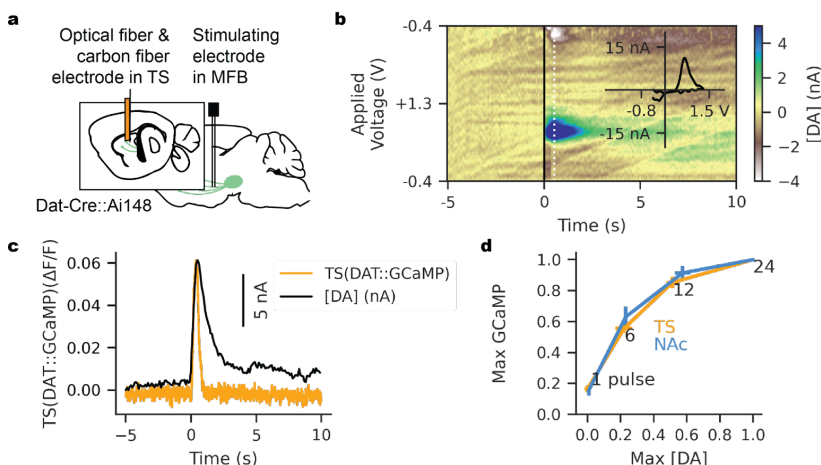 a
Optical fiber &
carbon fiber
electrode in TS
Stimulating
electrode
in MFB
Dat-Cre::Ai148
b
Applied
Voltage (V)
-0.4
+1.3
-0.4
15 nA
-0.8
1.5 V
-15 nA
-5
0
5
10
Time (s)
4
2
0
−2
−4
[DA] (nA)
c
TS(DAT::GCaMP)(ΔF/F)
0.06
0.04
0.02
0.00
5 nA
TS(DAT::GCaMP)
[DA] (nA)
−5
0
5
10
Time (s)
d
Max GCaMP
1.0
0.8
0.6
0.4
0.2
0.0
24
12
6
TS
NAc
1 pulse
0.0
0.2
0.4
0.6
0.8
1.0
Max [DA]